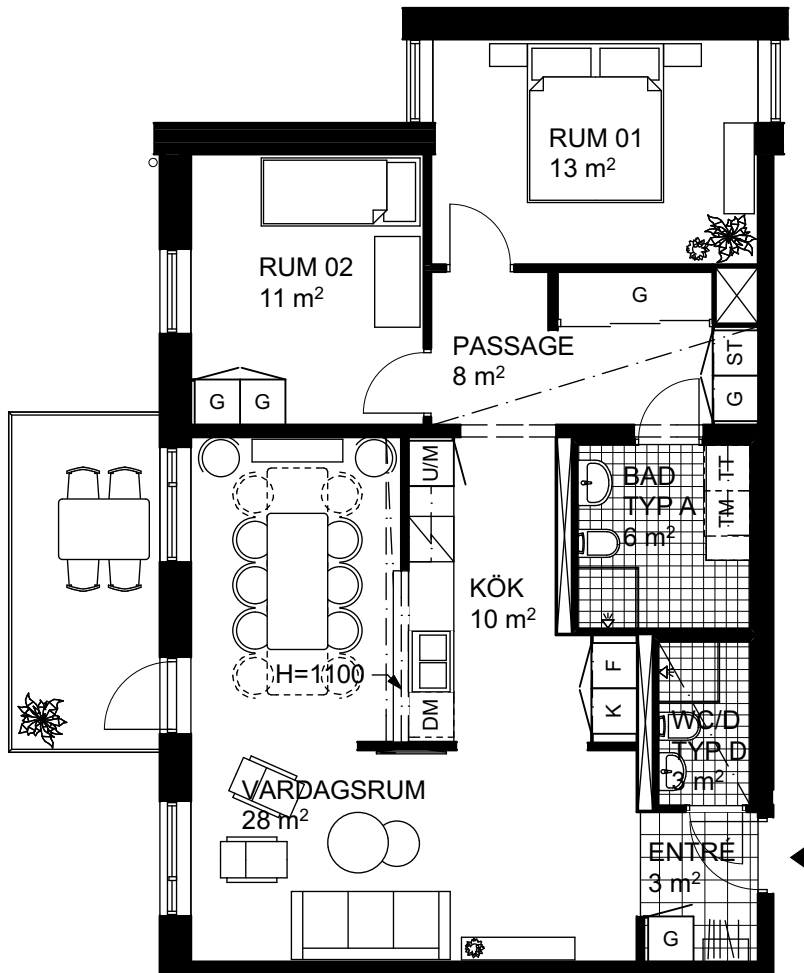 RUM 01
13 m²
RUM 02
11 m²
G
PASSAGE
8 m²
ST
G
G G
U/M
BAD
TYP A
6 m²
TT
TM
KÖK
10 m²
H=1100
DM
F
K
WC/D
TYP D
3 m²
VARDAGSRUM
28 m²
ENTRÉ
3 m²
G